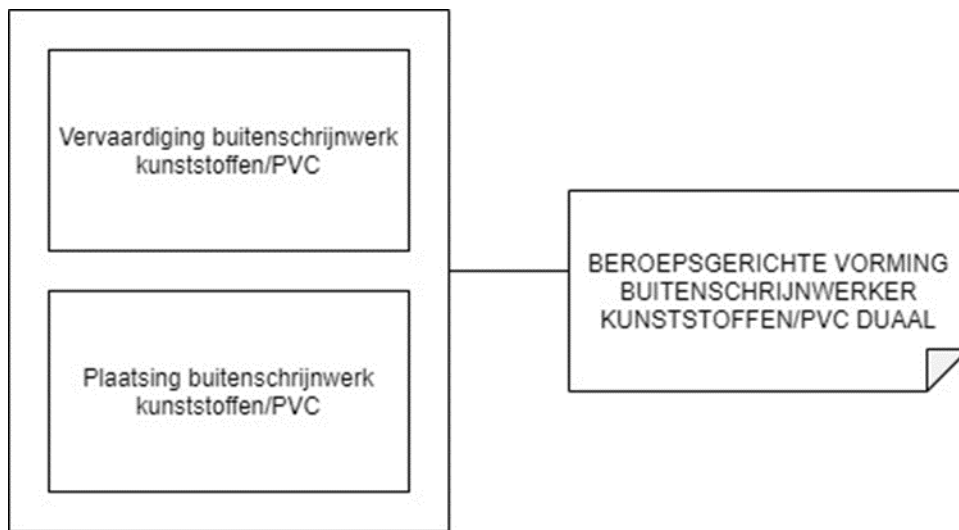 Vervaardiging buitenschrijnwerk
kunststoffen/PVC
Plaatsing buitenschrijnwerk
kunststoffen/PVC
BEROEPSGERICHTE VORMING
BUITENSCHRIJNWERKER
KUNSTSTOFFEN/PVC DUAAL